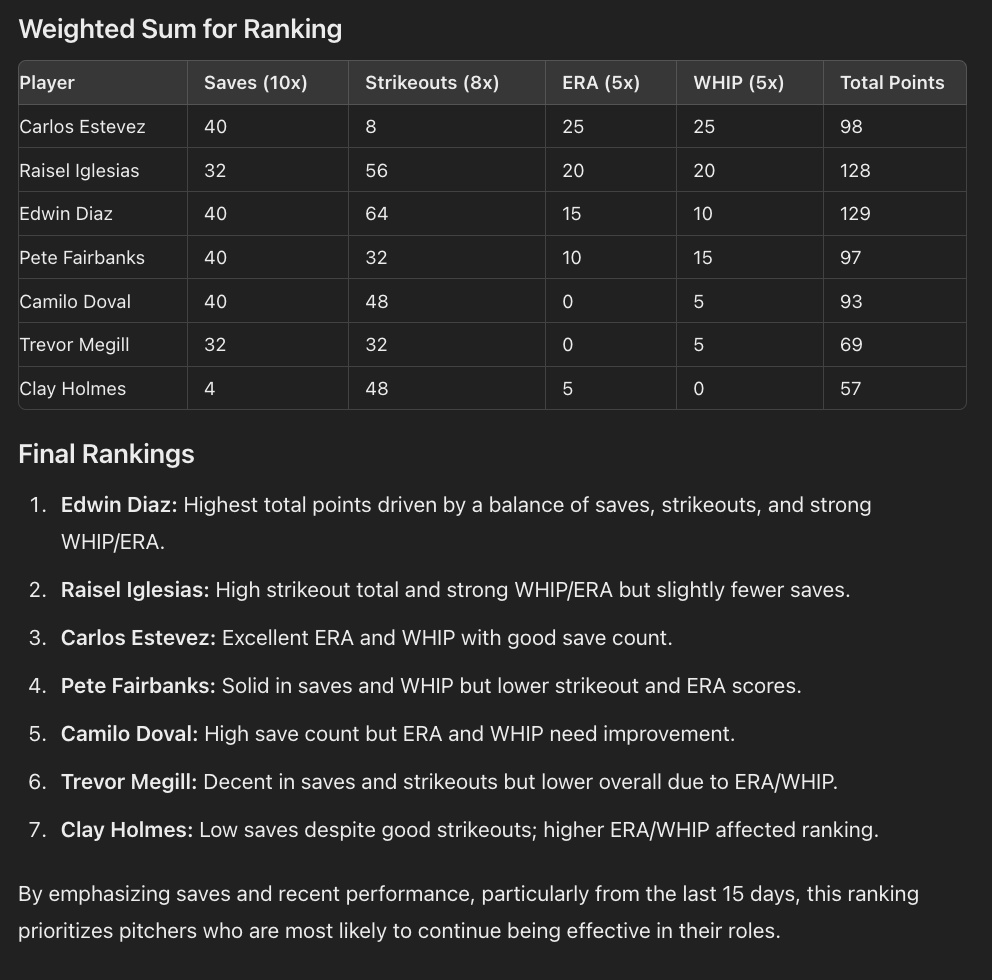 Weighted Sum for Ranking
Player Saves (10x) Strikeouts (8x) ERA (5x) WHIP (5x) Total Points
Carlos Estevez 40 8 25 25 98
Raisel Iglesias 32 56 20 20 128
Edwin Diaz 40 64 15 10 129
Pete Fairbanks 40 32 10 15 97
Camilo Doval 40 48 0 5 93
Trevor Megill 32 32 0 5 69
Clay Holmes 4 48 5 0 57
Final Rankings
1. Edwin Diaz: Highest total points driven by a balance of saves, strikeouts, and strong
WHIP/ERA.
2. Raisel Iglesias: High strikeout total and strong WHIP/ERA but slightly fewer saves.
3. Carlos Estevez: Excellent ERA and WHIP with good save count.
4. Pete Fairbanks: Solid in saves and WHIP but lower strikeout and ERA scores.
5. Camilo Doval: High save count but ERA and WHIP need improvement.
6. Trevor Megill: Decent in saves and strikeouts but lower overall due to ERA/WHIP.
7. Clay Holmes: Low saves despite good strikeouts; higher ERA/WHIP affected ranking.
By emphasizing saves and recent performance, particularly from the last 15 days, this ranking
prioritizes pitchers who are most likely to continue being effective in their roles.